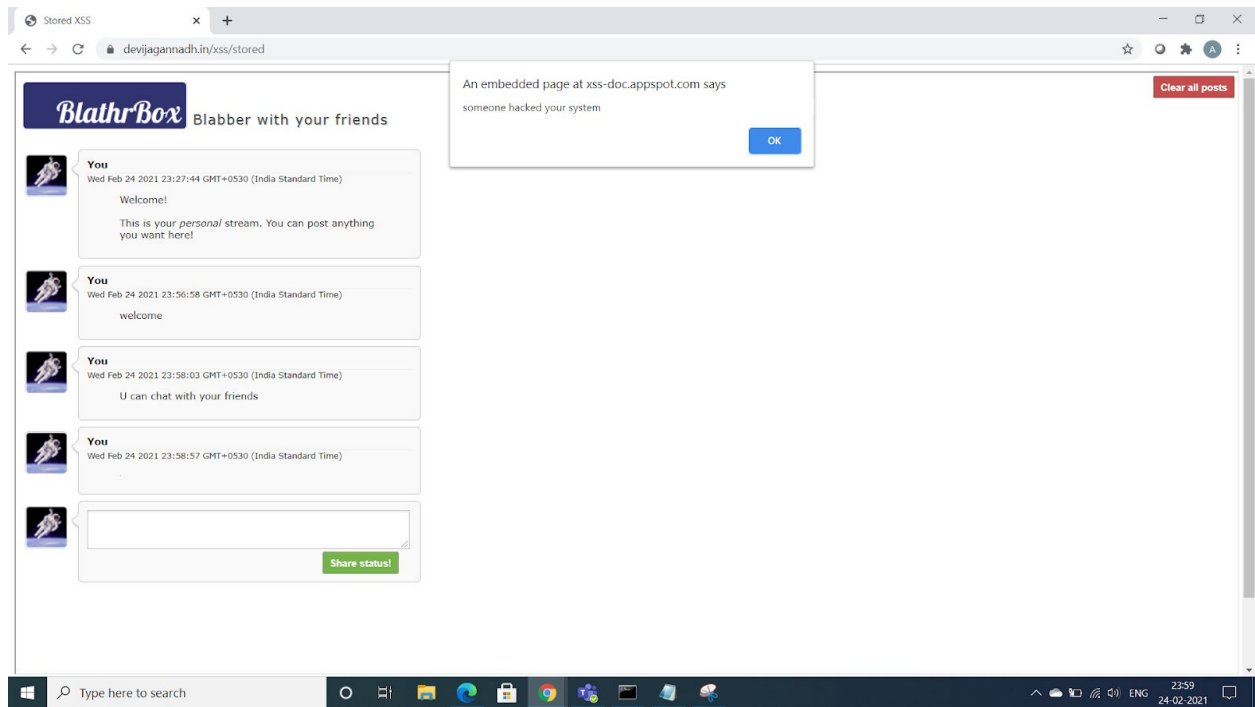 Stored XSS
devijagannadh.in/xss/stored
An embedded page at xss-doc.appspot.com says
someone hacked your system
OK
Clear all posts
BlathrBox Blabber with your friends
You
Wed Feb 24 2021 23:27:44 GMT+0530 (India Standard Time)
Welcome!
This is your personal stream. You can post anything
you want here!
You
Wed Feb 24 2021 23:56:58 GMT+0530 (India Standard Time)
welcome
You
Wed Feb 24 2021 23:58:03 GMT+0530 (India Standard Time)
U can chat with your friends
You
Wed Feb 24 2021 23:58:57 GMT+0530 (India Standard Time)
Share status!
Type here to search
ENG
23:59
24-02-2021
A